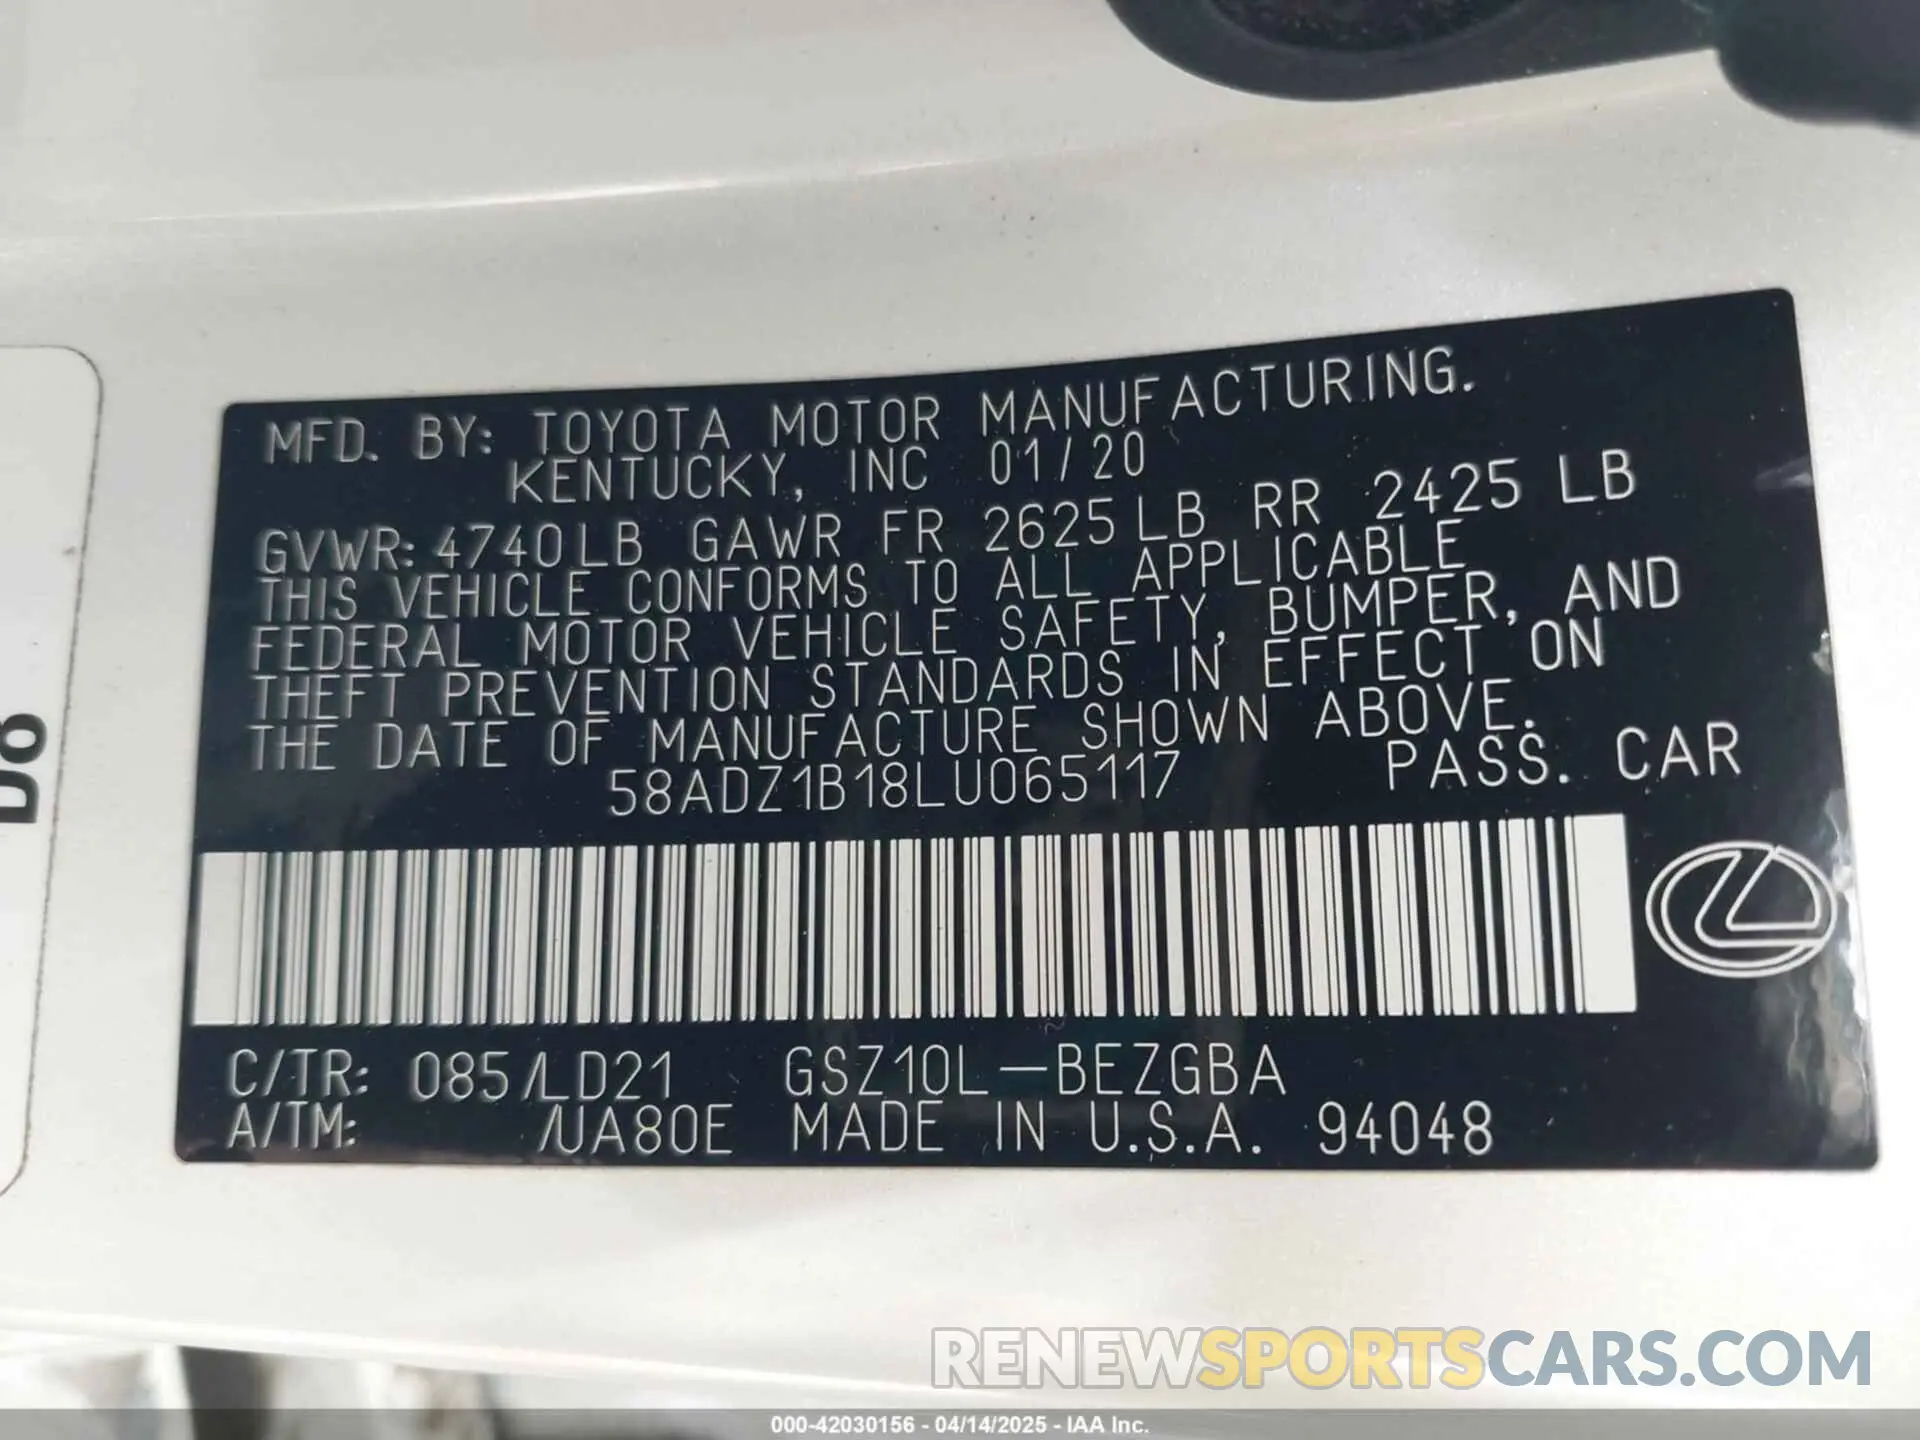 MFD. BY: TOYOTA MOTOR MANUFACTURING.
KENTUCKY, INC 01/20
GVWR: 4740LB GAWR FR 2625 LB RR 2425 LB
THIS VEHICLE CONFORMS TO ALL APPLICABLE
FEDERAL MOTOR VEHICLE SAFETY, BUMPER, AND
THEFT PREVENTION STANDARDS IN EFFECT ON
THE DATE OF MANUFACTURE SHOWN ABOVE.
58ADZ1B18LU065117 PASS. CAR
C/TR: 085/LD21 GSZ10L-BEZGBA
A/TM: /UA80E MADE IN U.S.A. 94048
RENEWSPORTSCARS.COM
000-42030156 - 04/14/2025 - IAA Inc.